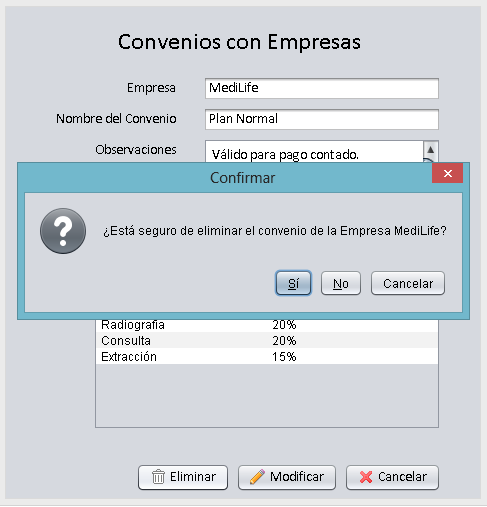 Convenios con Empresas
Empresa MediLife
Nombre del Convenio Plan Normal
Observaciones Válido para pago contado.
Confirmar
¿Está seguro de eliminar el convenio de la Empresa MediLife?
Sí No Cancelar
Radiografía 20%
Consulta 20%
Extracción 15%
Eliminar Modificar Cancelar